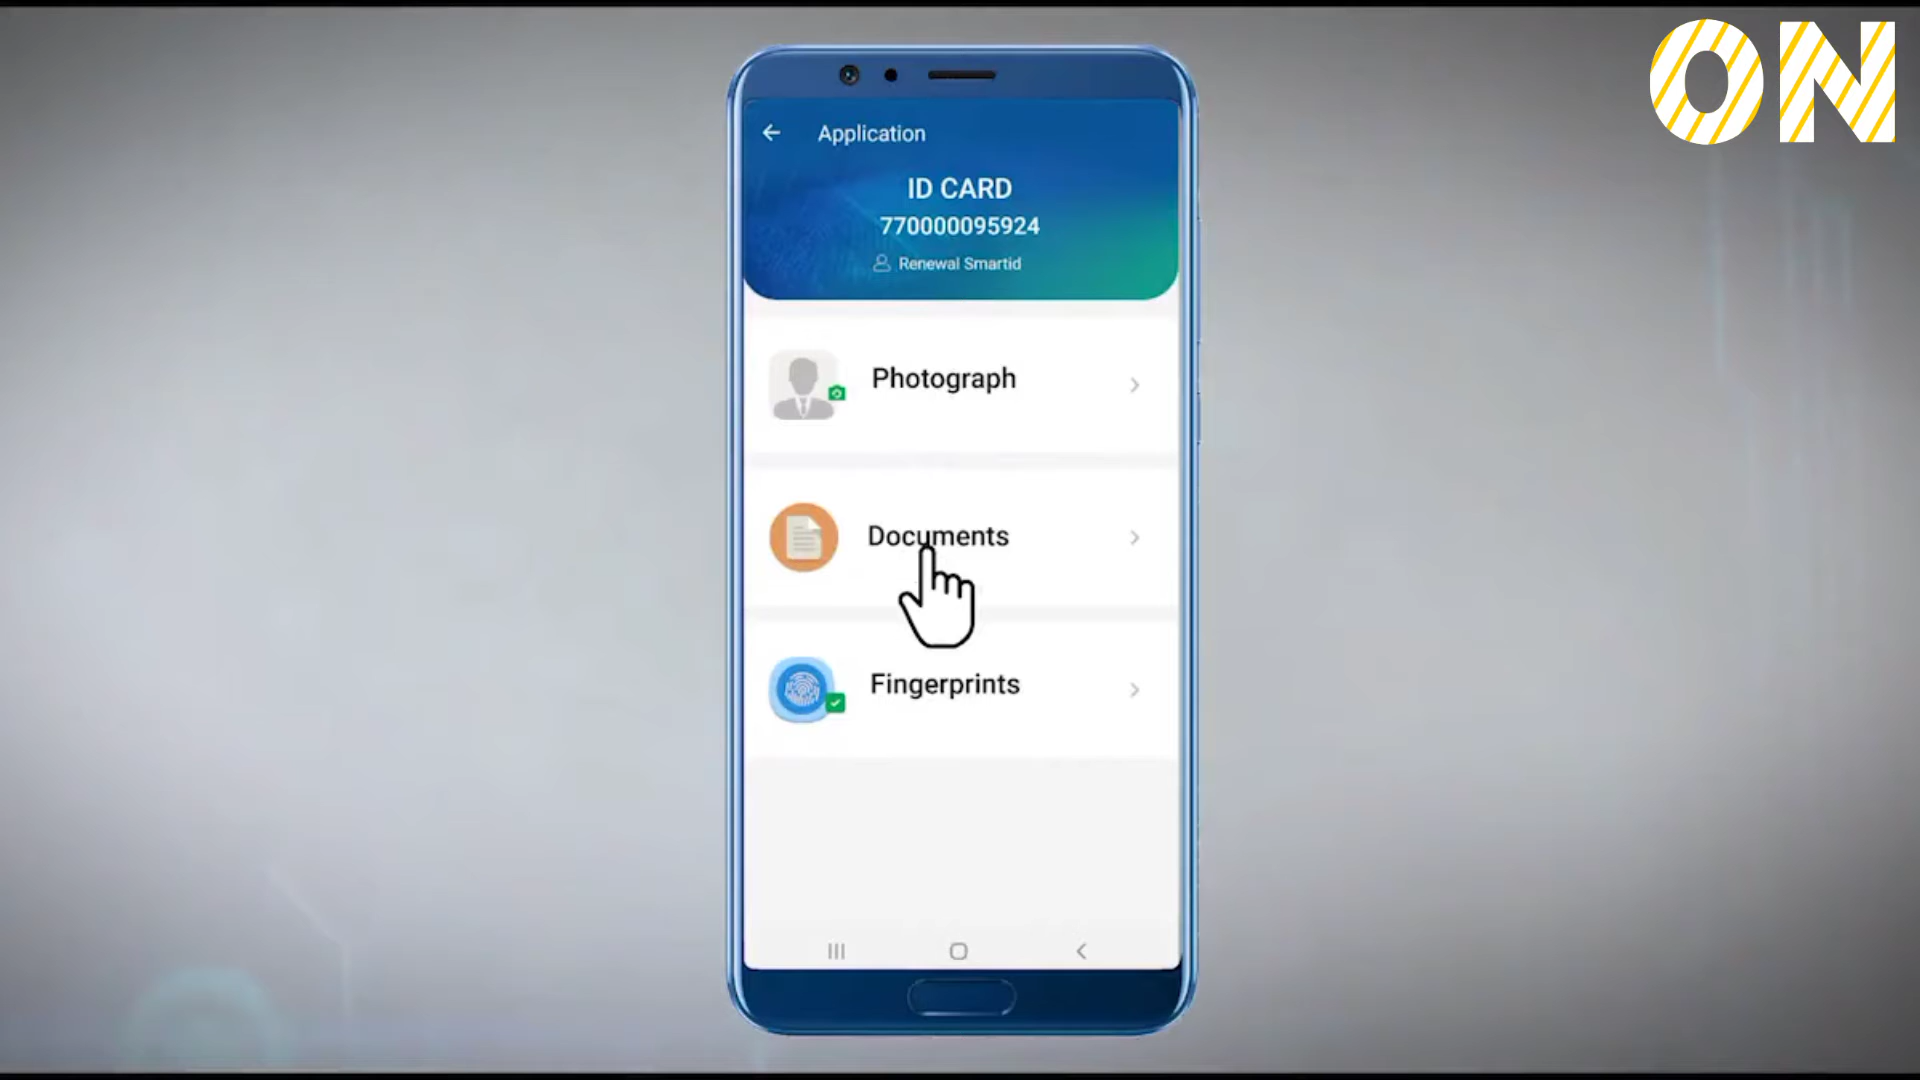 ON
Application
ID CARD
770000095924
Renewal Smartid
Photograph
Documents
Fingerprints